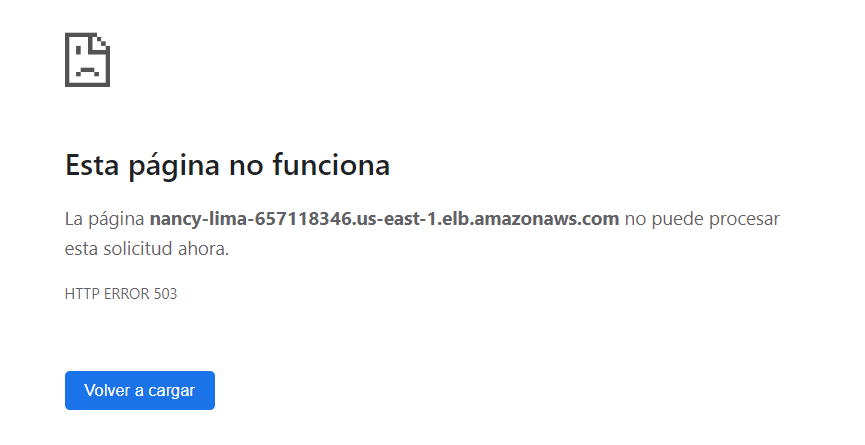 Esta página no funciona
La página nancy-lima-657118346.us-east-1.elb.amazonaws.com no puede procesar
esta solicitud ahora.
HTTP ERROR 503
Volver a cargar